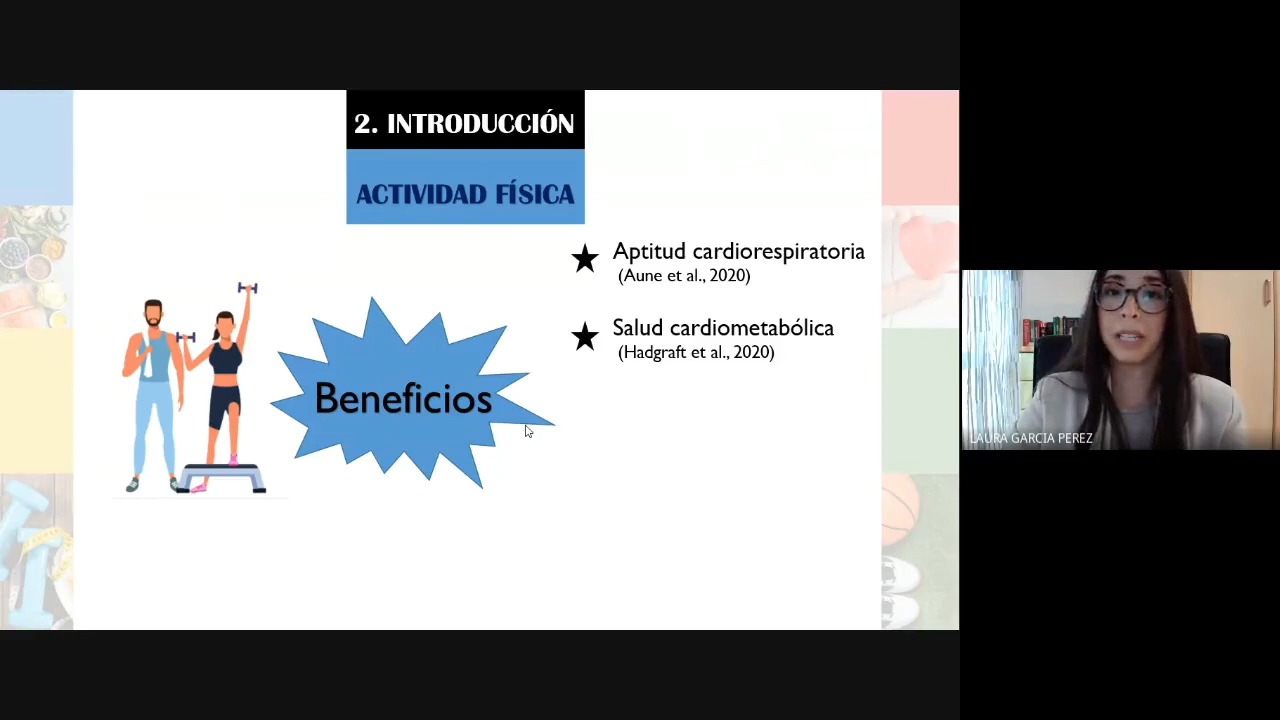 2. INTRODUCCIÓN
ACTIVIDAD FÍSICA
Aptitud cardiorespiratoria
(Aune et al., 2020)
Salud cardiometabólica
(Hadgraft et al., 2020)
Beneficios
LAURA GARCIA PEREZ